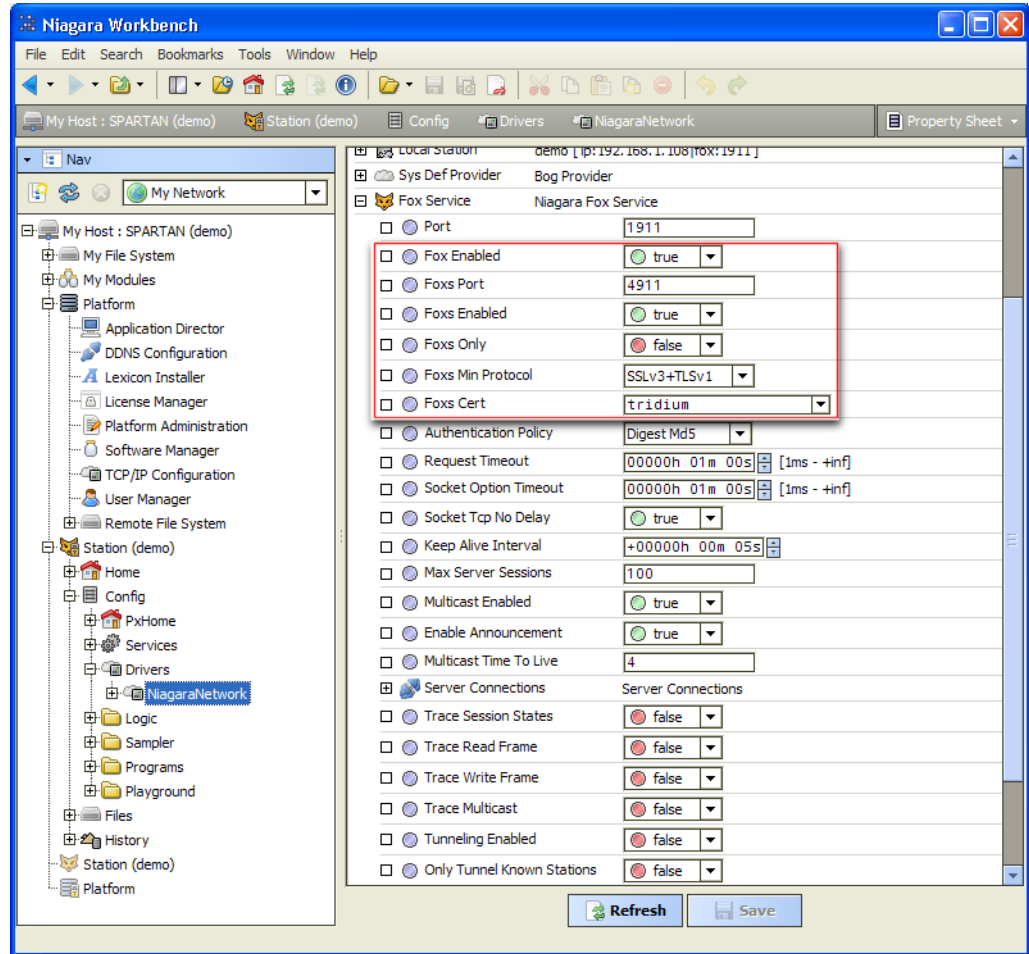 Niagara Workbench
File Edit Search Bookmarks Tools Window Help
My Host : SPARTAN (demo) Station (demo) Config Drivers NiagaraNetwork Property Sheet
Nav
My Network
My Host : SPARTAN (demo)
My File System
My Modules
Platform
Application Director
DDNS Configuration
Lexicon Installer
License Manager
Platform Administration
Software Manager
TCP/IP Configuration
User Manager
Remote File System
Station (demo)
Home
Config
PxHome
Services
Drivers
NiagaraNetwork
Logic
Sampler
Programs
Playground
Files
History
Station (demo)
Platform
Local Station demo [ip:192.168.1.108|fox:1911]
Sys Def Provider Bog Provider
Fox Service Niagara Fox Service
Port 1911
Fox Enabled true
Foxs Port 4911
Foxs Enabled true
Foxs Only false
Foxs Min Protocol SSLv3+TLSv1
Foxs Cert tridium
Authentication Policy Digest Md5
Request Timeout 00000h 01m 00s [1ms - +inf]
Socket Option Timeout 00000h 01m 00s [1ms - +inf]
Socket Tcp No Delay true
Keep Alive Interval +00000h 00m 05s
Max Server Sessions 100
Multicast Enabled true
Enable Announcement true
Multicast Time To Live 4
Server Connections Server Connections
Trace Session States false
Trace Read Frame false
Trace Write Frame false
Trace Multicast false
Tunneling Enabled false
Only Tunnel Known Stations false
Refresh Save